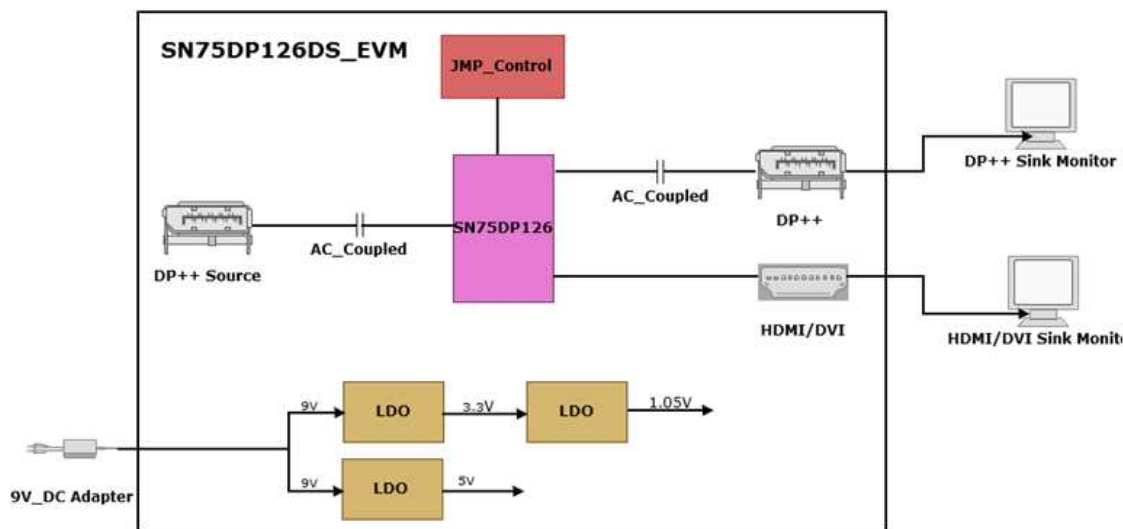 SN75DP126DS_EVM
JMP_Control
DP++ Sink Monitor
AC_Coupled
DP++
SN75DP126
AC_Coupled
DP++ Source
HDMI/DVI
HDMI/DVI Sink Monito
9V
LDO
3.3V
LDO
1.05V
9V
LDO
5V
9V_DC Adapter